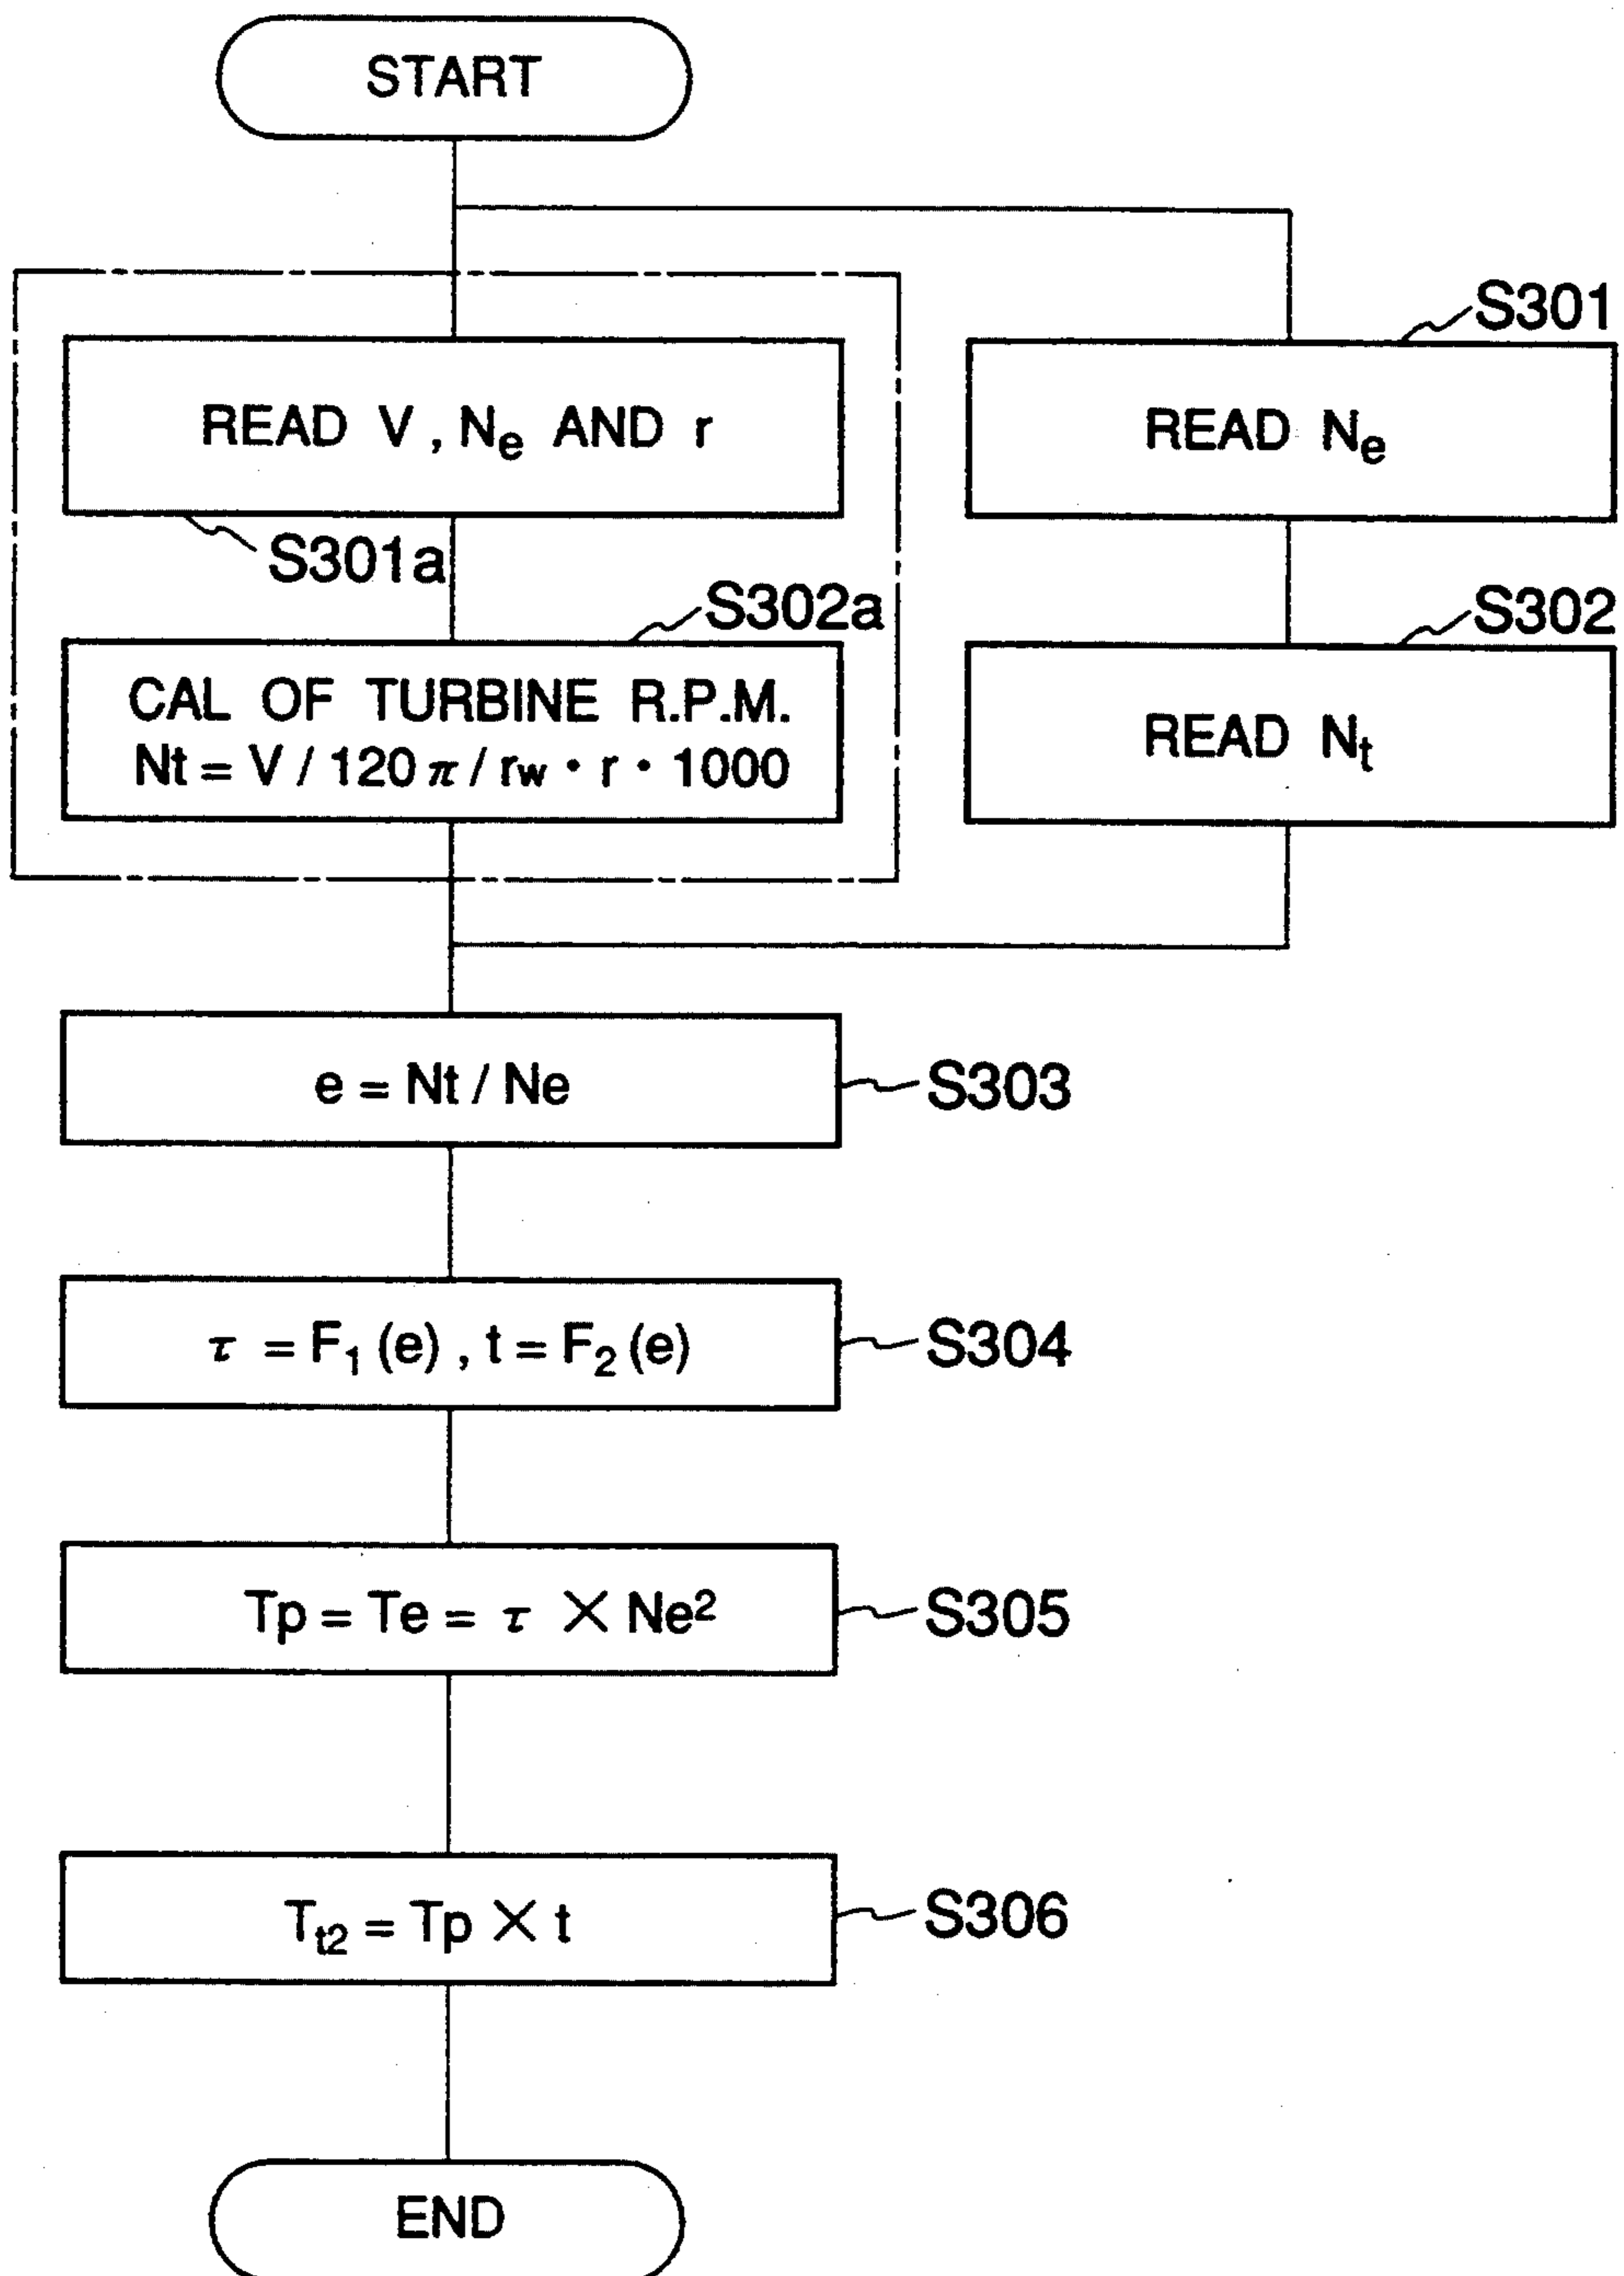 START
S301
READ V, Ne AND r
READ Ne
S301a
S302a
S302
CAL OF TURBINE R.P.M.
Nt = V / 120 π / rw · r · 1000
READ Nt
e = Nt / Ne
S303
τ = F1 (e) , t = F2 (e)
S304
Tp = Te = τ × Ne²
S305
Tt2 = Tp × t
S306
END